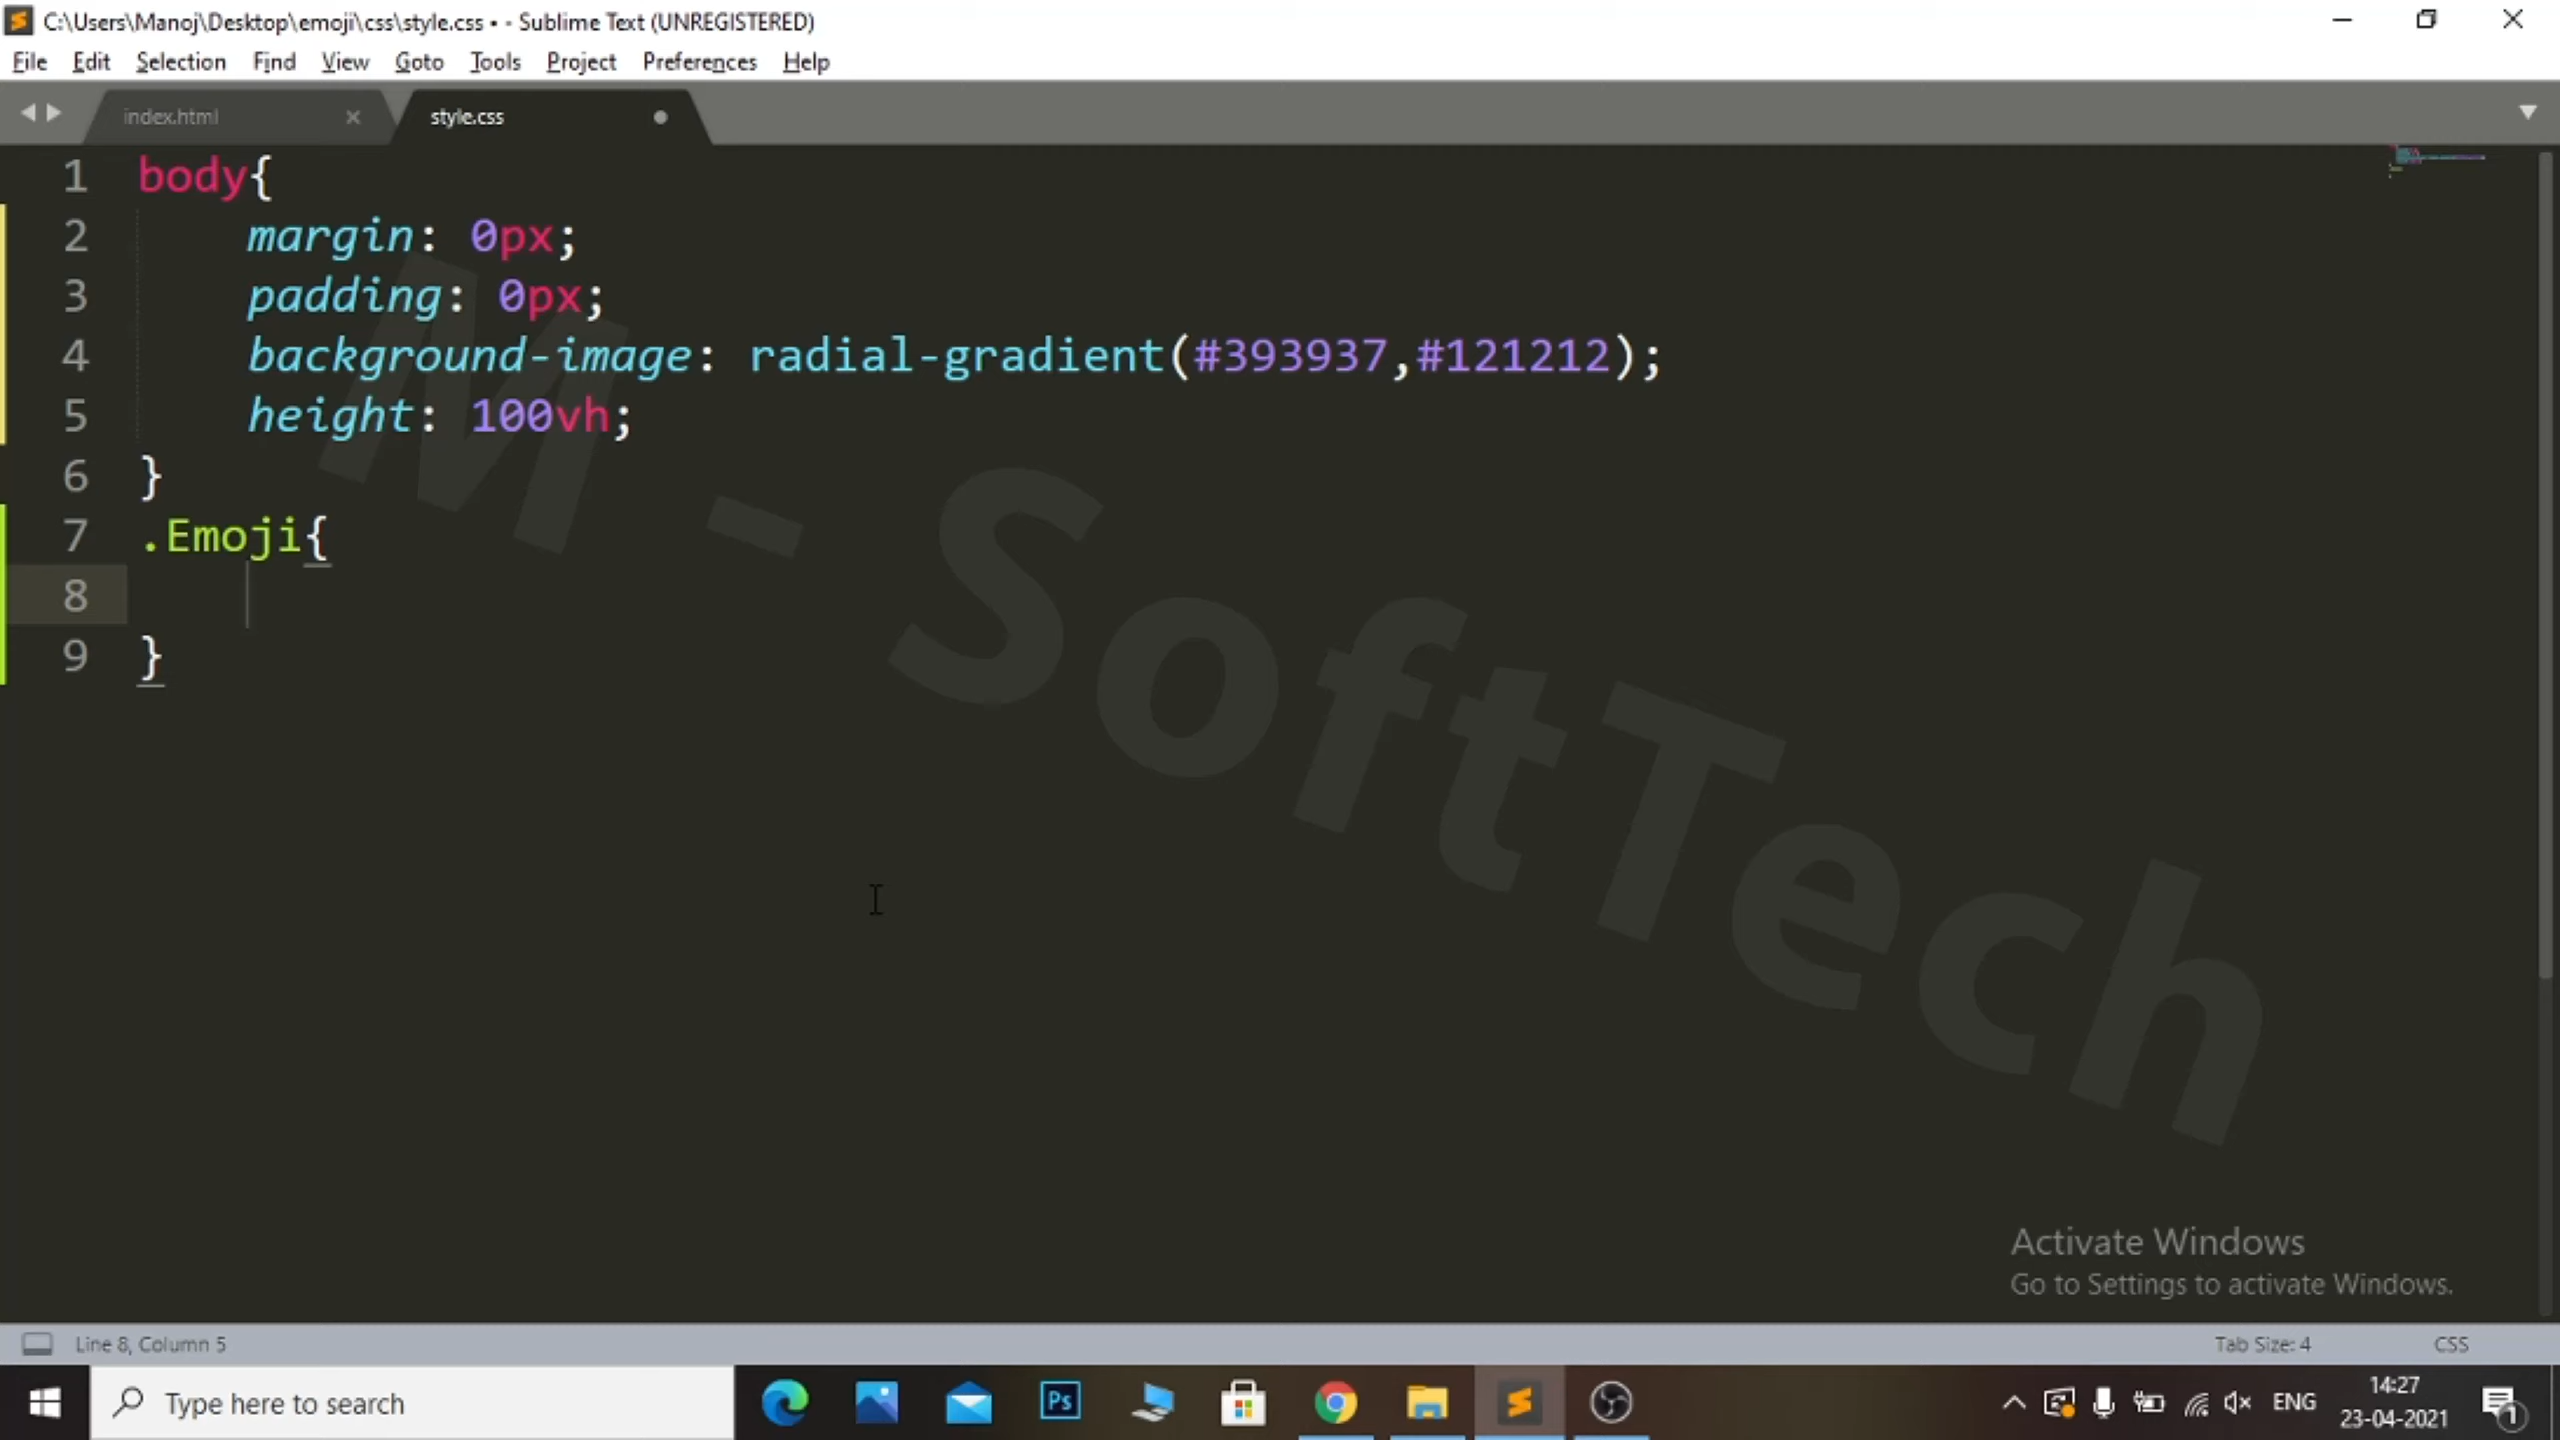 C:\Users\Manoj\Desktop\emoji\css\style.css • - Sublime Text (UNREGISTERED)
File Edit Selection Find View Goto Tools Project Preferences Help
index.html style.css
1 body{
2 margin: 0px;
3 padding: 0px;
4 background-image: radial-gradient(#393937,#121212);
5 height: 100vh;
6 }
7 .Emoji{
8
9 }
M - SoftTech
Activate Windows
Go to Settings to activate Windows.
Line 8, Column 5 Tab Size: 4 CSS
Type here to search Ps ENG 14:27
23-04-2021 1